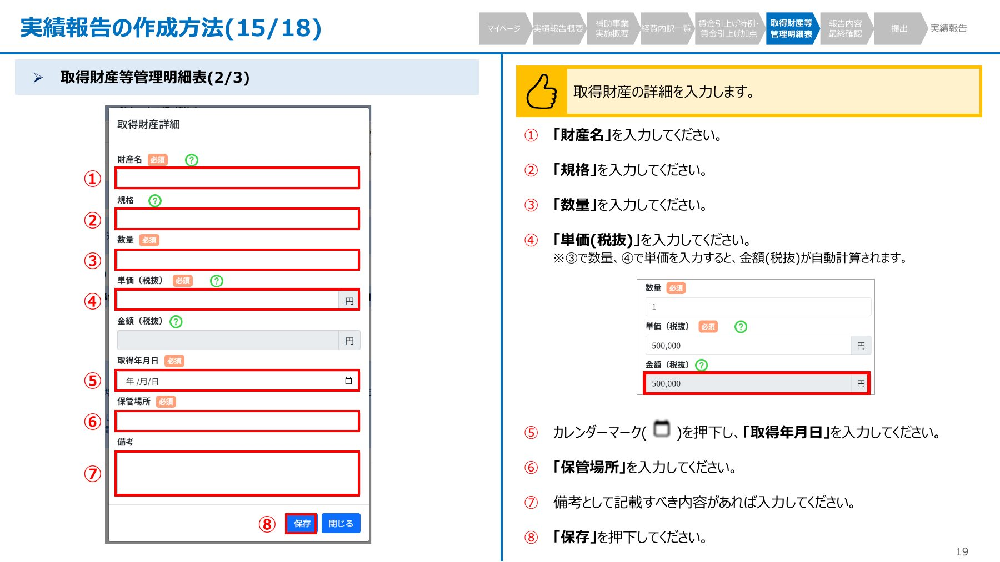 実績報告の作成方法(15/18)
マイページ
実績報告概要
補助事業
実施概要
経費内訳一覧
賃金引上げ特例・
賃金引上げ加点
取得財産等
管理明細表
報告内容
最終確認
提出
実績報告
➢ 取得財産等管理明細表(2/3)
取得財産詳細
財産名 必須 ?
①
規格 ?
②
数量 必須
③
単価（税抜） 必須 ?
④ 円
金額（税抜） ?
円
取得年月日 必須
⑤ 年 /月/日
保管場所 必須
⑥
備考
⑦
⑧ 保存 閉じる
取得財産の詳細を入力します。
① 「財産名」を入力してください。
② 「規格」を入力してください。
③ 「数量」を入力してください。
④ 「単価(税抜)」を入力してください。
※③で数量、④で単価を入力すると、金額(税抜)が自動計算されます。
数量 必須
1
単価（税抜） 必須 ?
500,000 円
金額（税抜） ?
500,000 円
⑤ カレンダーマーク( )を押下し、「取得年月日」を入力してください。
⑥ 「保管場所」を入力してください。
⑦ 備考として記載すべき内容があれば入力してください。
⑧ 「保存」を押下してください。
19